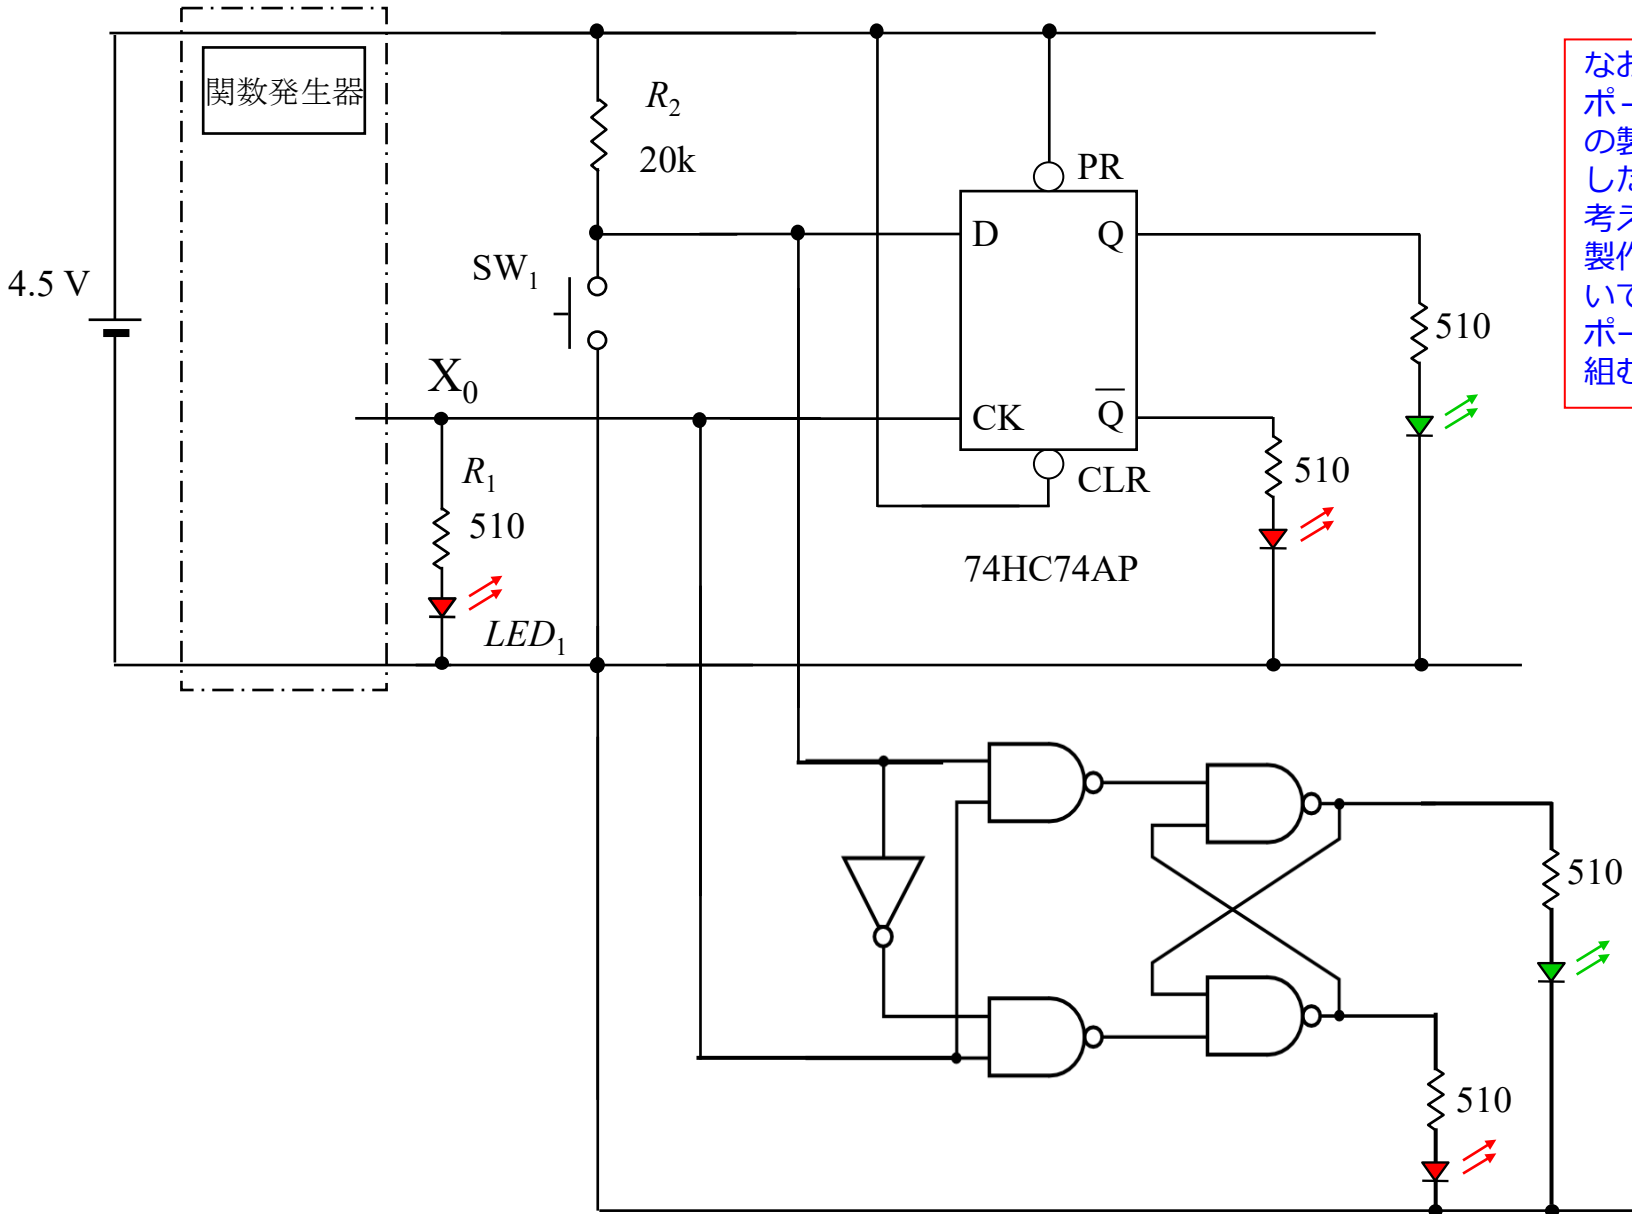 関数発生器
R2
20k
PR
D
Q
4.5 V
SW1
510
X0
CK
Q̅
R1
510
CLR
510
74HC74AP
LED1
510
510
なお
ポー
の製
した
考え
製作
いて
ポー
組む